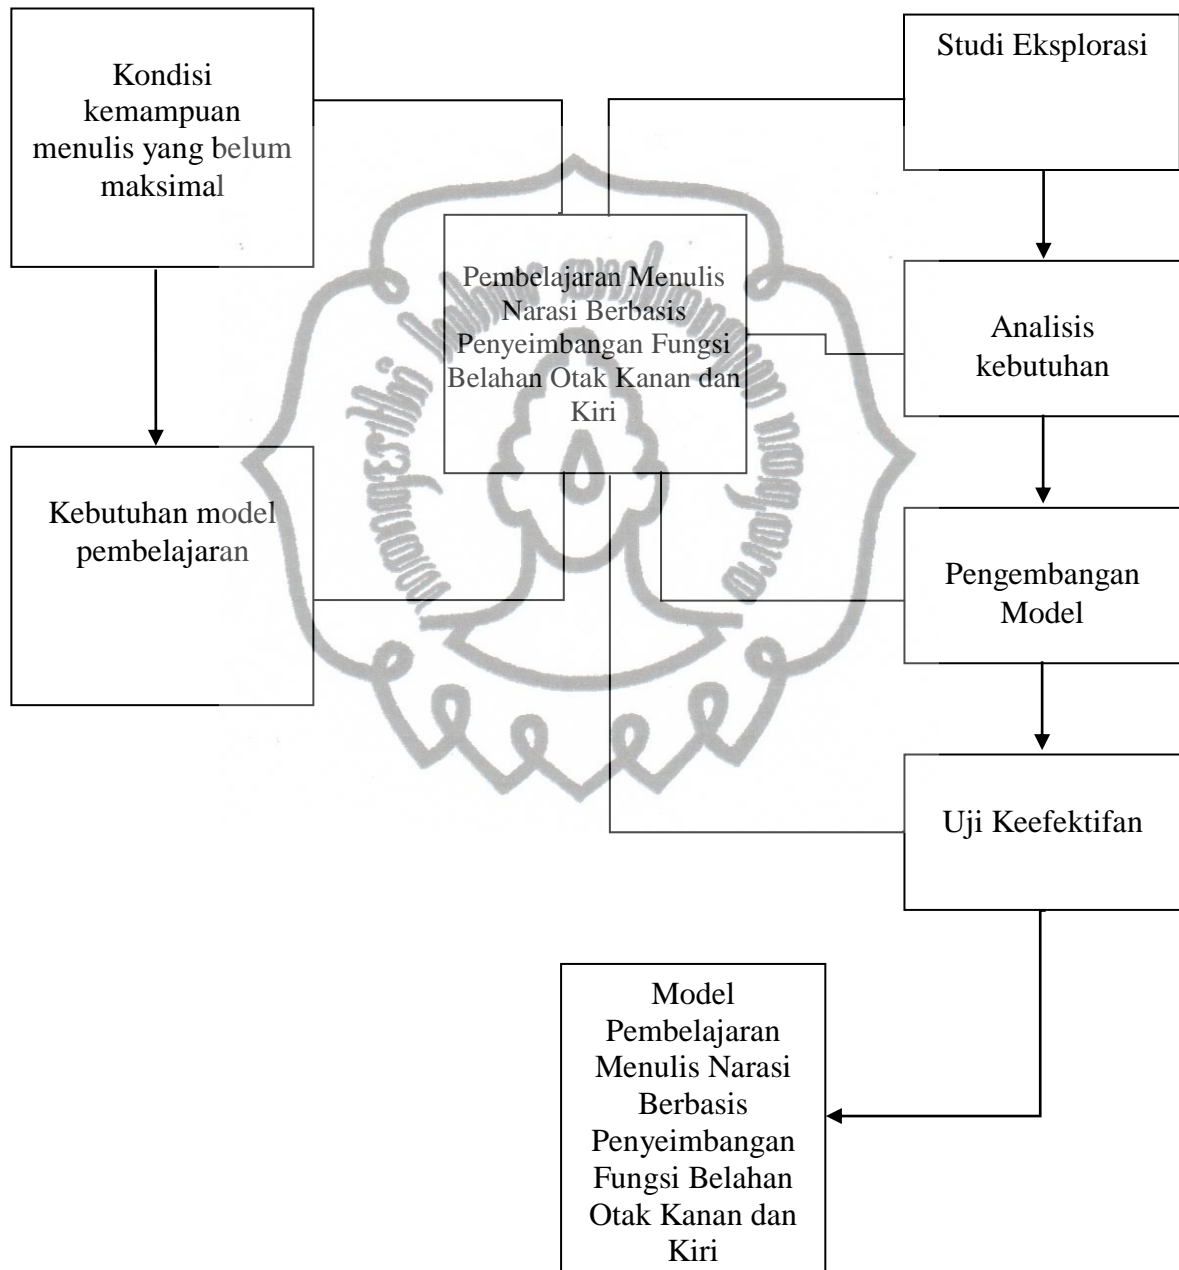 Kondisi
kemampuan
menulis yang belum
maksimal
Studi Eksplorasi
Pembelajaran Menulis
Narasi Berbasis
Penyeimbangan Fungsi
Belahan Otak Kanan dan
Kiri
Analisis
kebutuhan
Kebutuhan model
pembelajaran
Pengembangan
Model
Uji Keefektifan
Model
Pembelajaran
Menulis Narasi
Berbasis
Penyeimbangan
Fungsi Belahan
Otak Kanan dan
Kiri